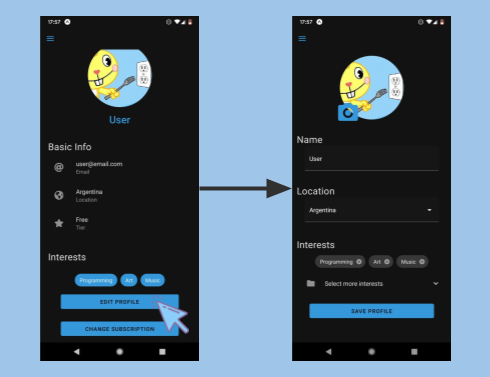 17:57
User
Basic Info
user@email.com
Email
Argentina
Location
Free
Tier
Interests
Programming Art Music
EDIT PROFILE
CHANGE SUBSCRIPTION
17:57
Name
User
Location
Argentina
Interests
Programming Art Music
Select more interests
SAVE PROFILE